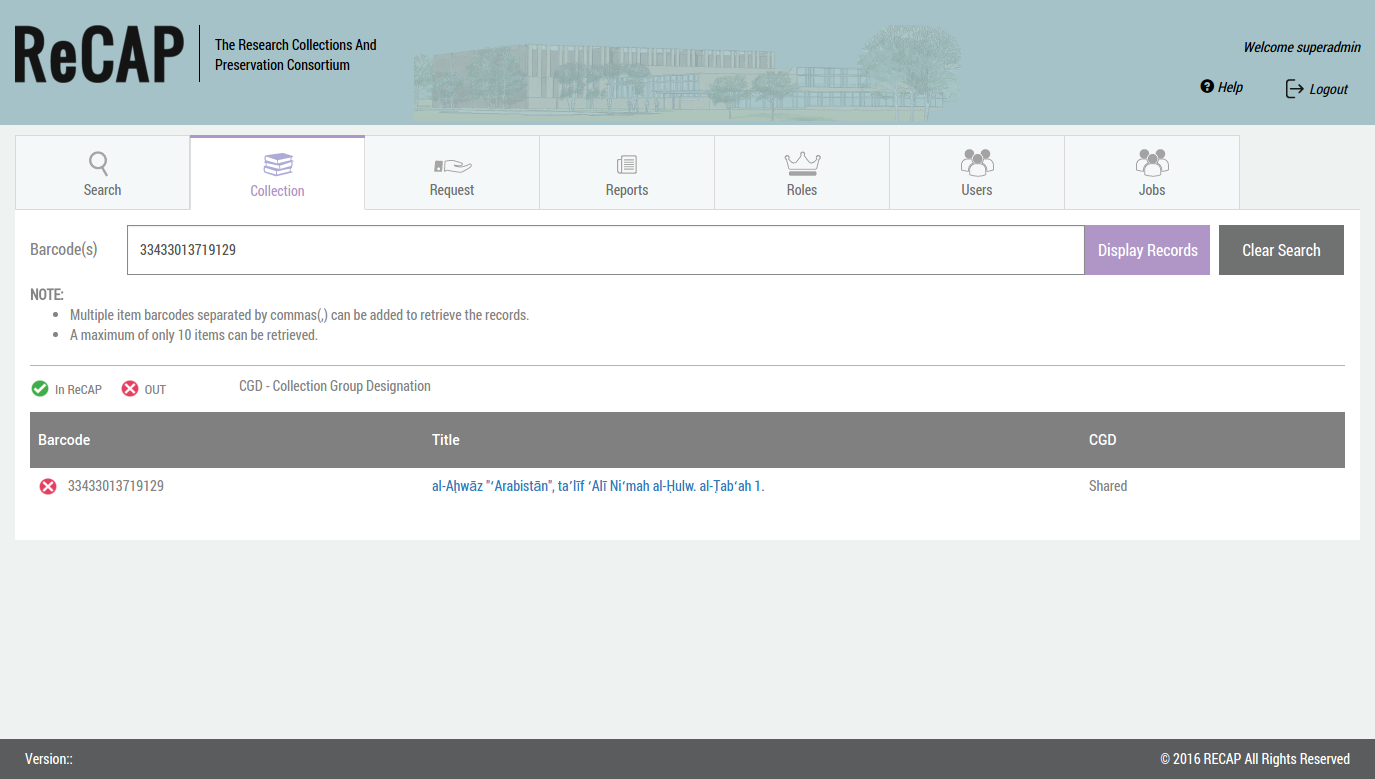 ReCAP
The Research Collections And
Preservation Consortium
Welcome superadmin
Help
Logout
Search
Collection
Request
Reports
Roles
Users
Jobs
Barcode(s)
33433013719129
Display Records
Clear Search
NOTE:
Multiple item barcodes separated by commas(,) can be added to retrieve the records.
A maximum of only 10 items can be retrieved.
In ReCAP
OUT
CGD - Collection Group Designation
Barcode Title CGD
33433013719129 al-Aḥwāz "ʻArabistān", taʼlīf ʻAlī Niʻmah al-Ḥulw. al-Ṭabʻah 1. Shared
Version::
© 2016 RECAP All Rights Reserved